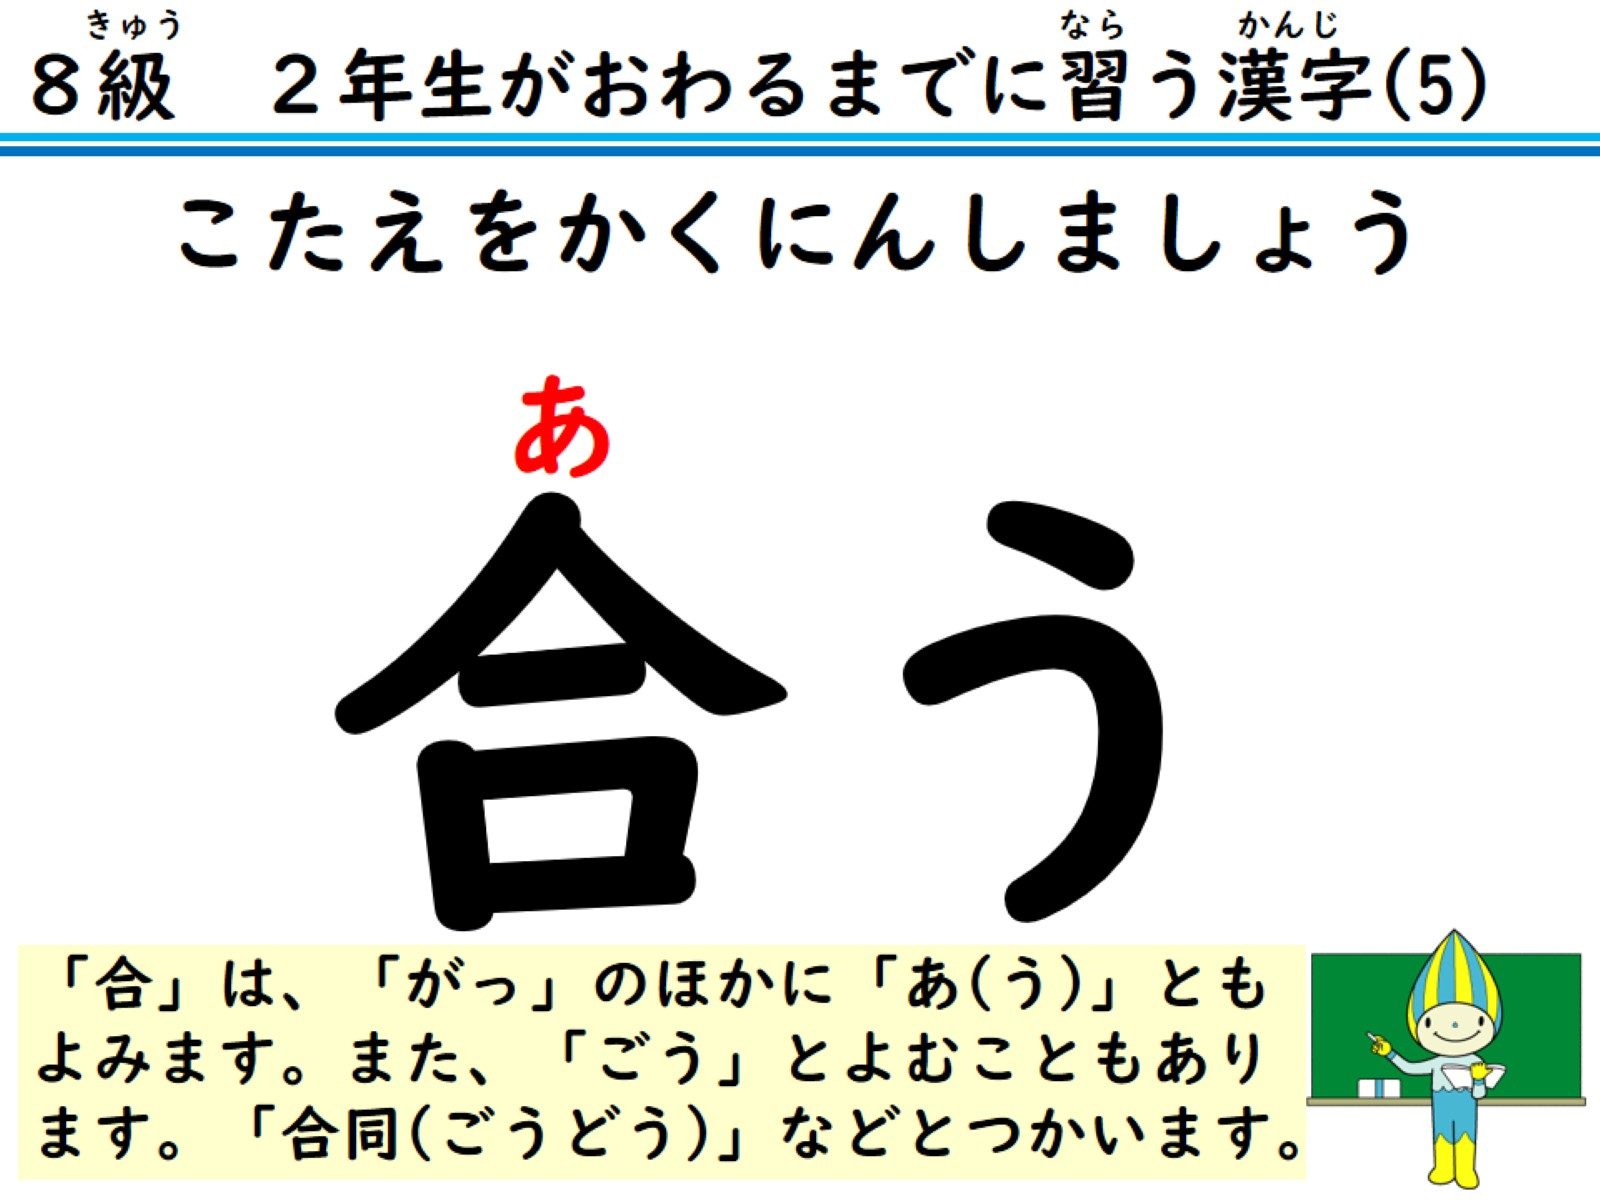 きゅう なら かんじ
8級 2年生がおわるまでに習う漢字(5)
こたえをかくにんしましょう
あ
合う
「合」は、「がっ」のほかに「あ(う)」とも
よみます。また、「ごう」とよむこともあり
ます。「合同(ごうどう)」などとつかいます。